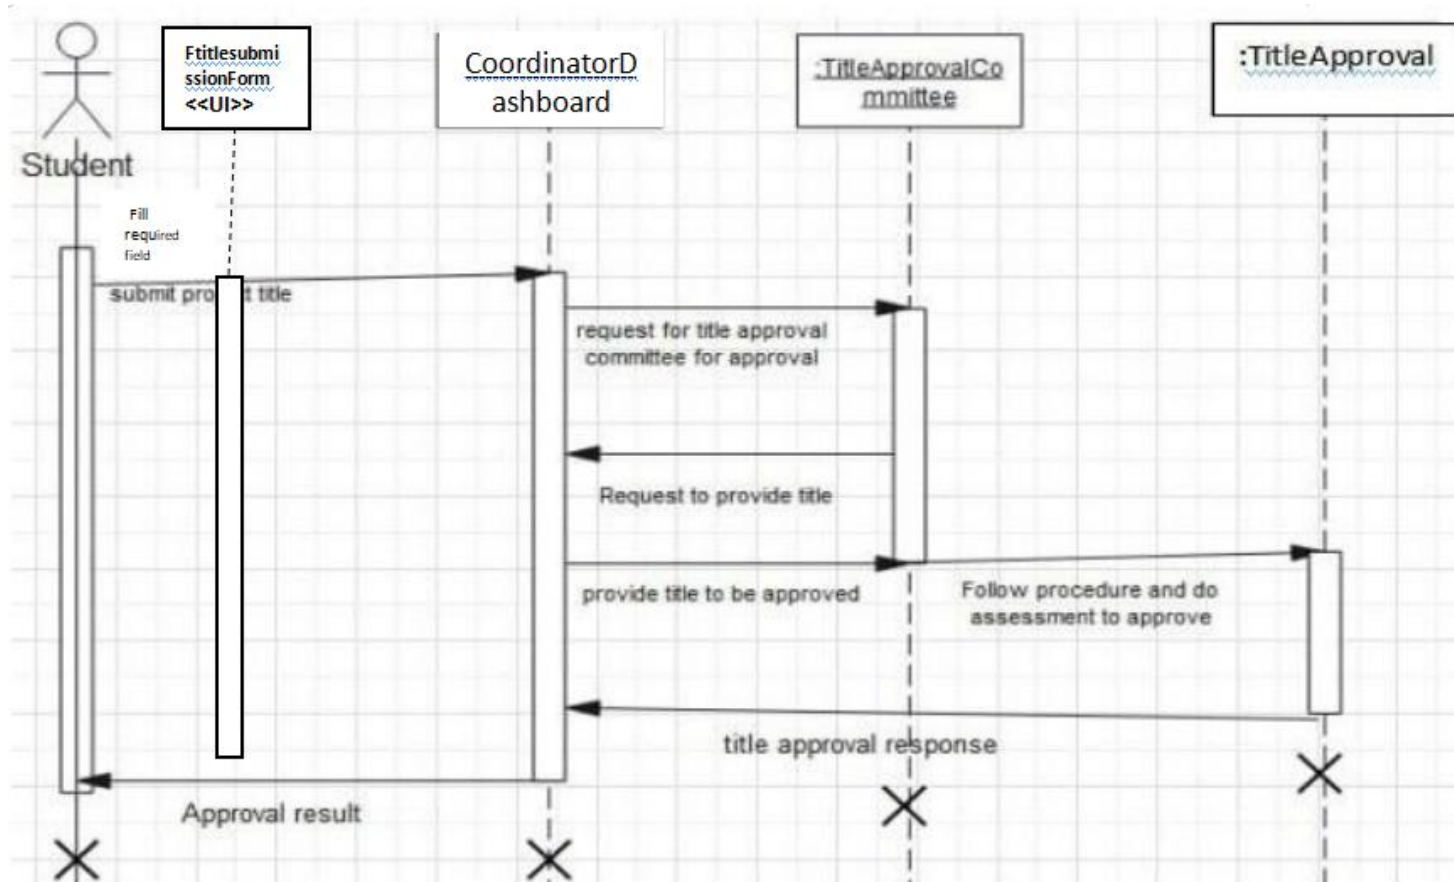 Ftitlesubmi
ssionForm
<<UI>>
CoordinatorD
ashboard
:TitleApprovalCo
mmittee
:TitleApproval
Student
Fill
required
field
submit pro t title
request for title approval
committee for approval
Request to provide title
provide title to be approved
Follow procedure and do
assessment to approve
title approval response
Approval result